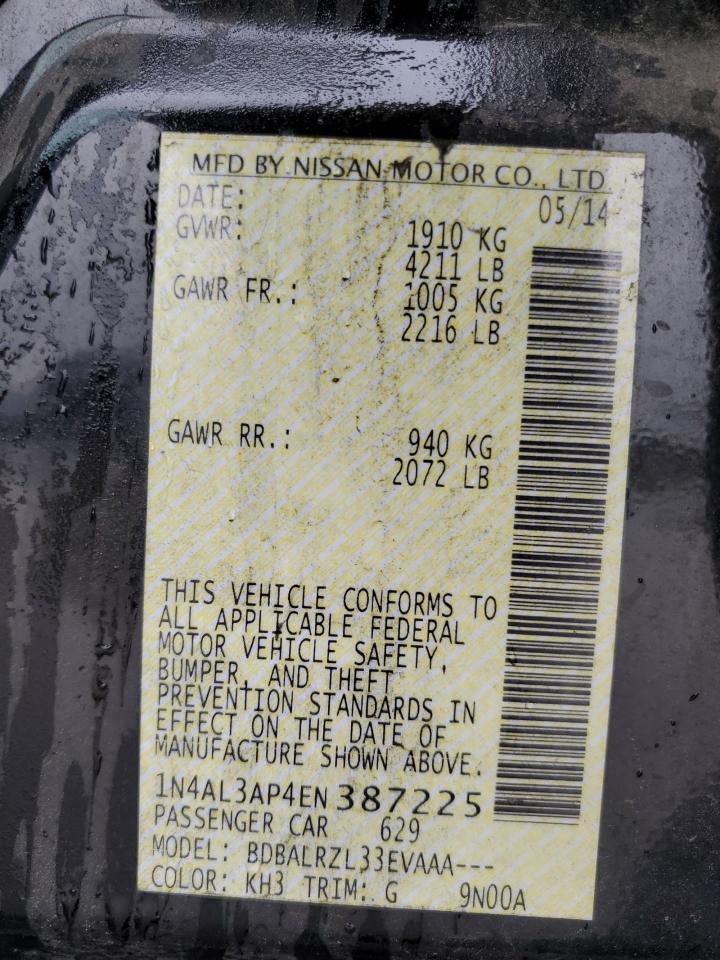 MFD BY NISSAN MOTOR CO., LTD
DATE: 05/14
GVWR: 1910 KG
4211 LB
GAWR FR.: 1005 KG
2216 LB
GAWR RR.: 940 KG
2072 LB
THIS VEHICLE CONFORMS TO
ALL APPLICABLE FEDERAL
MOTOR VEHICLE SAFETY,
BUMPER, AND THEFT
PREVENTION STANDARDS IN
EFFECT ON THE DATE OF
MANUFACTURE SHOWN ABOVE.
1N4AL3AP4EN387225
PASSENGER CAR 629
MODEL: BDBALRZL33EVAAA---
COLOR: KH3 TRIM: G 9N00A